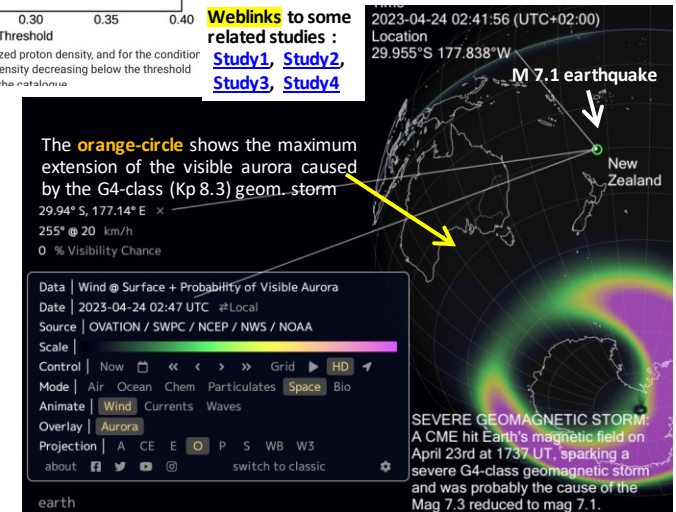 0.30 0.35 0.40
Threshold
zed proton density, and for the condition
ensity decreasing below the threshold
the catalogue
Weblinks to some
related studies :
Study1, Study2,
Study3, Study4
Time
2023-04-24 02:41:56 (UTC+02:00)
Location
29.955°S 177.838°W
M 7.1 earthquake
New
Zealand
The orange-circle shows the maximum
extension of the visible aurora caused
by the G4-class (Kp 8.3) geom. storm
29.94° S, 177.14° E ×
255° @ 20 km/h
0 % Visibility Chance
Data | Wind @ Surface + Probability of Visible Aurora
Date | 2023-04-24 02:47 UTC ⇄Local
Source | OVATION / SWPC / NCEP / NWS / NOAA
Scale |
Control | Now « ‹ › » Grid ▶ HD
Mode | Air Ocean Chem Particulates Space Bio
Animate | Wind Currents Waves
Overlay | Aurora
Projection | A CE E O P S WB W3
about switch to classic
earth
SEVERE GEOMAGNETIC STORM:
A CME hit Earth's magnetic field on
April 23rd at 1737 UT, sparking a
severe G4-class geomagnetic storm
and was probably the cause of the
Mag 7.3 reduced to mag 7.1.